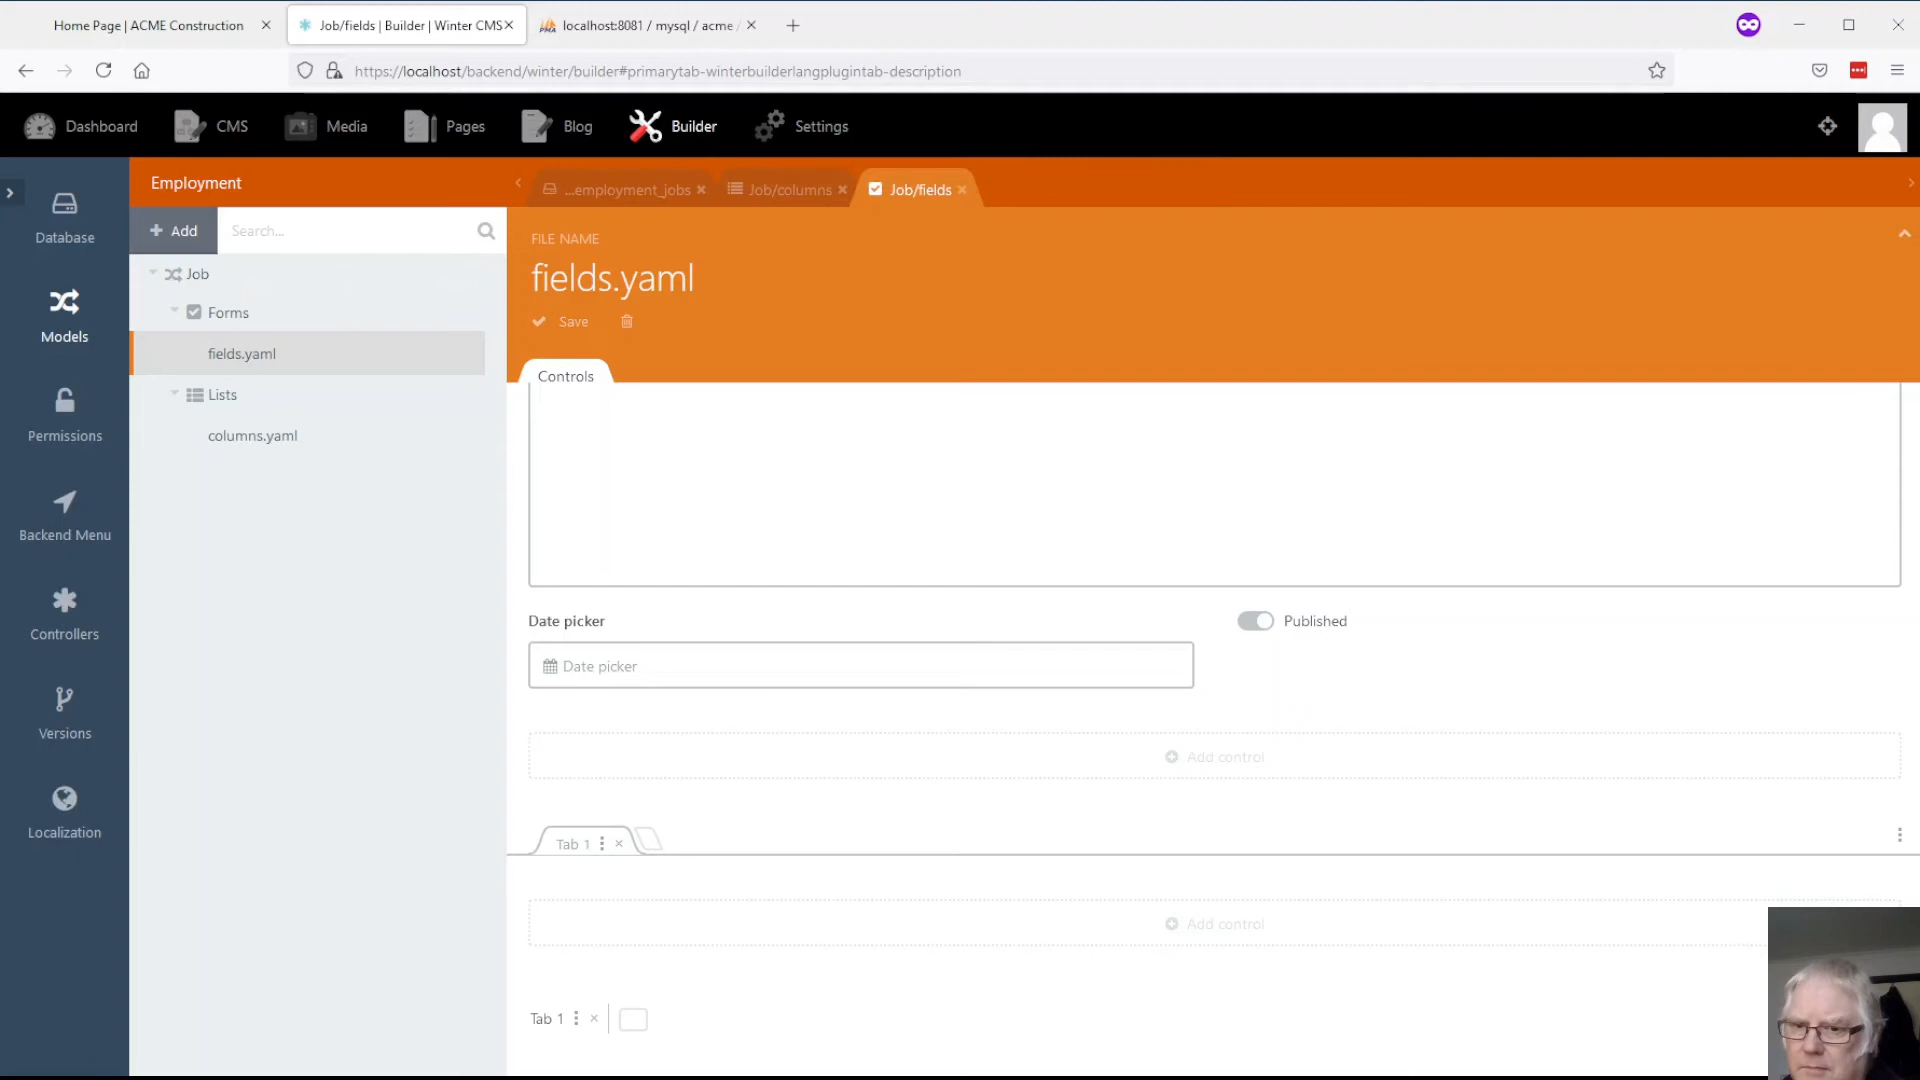 Home Page | ACME Construction
Job/fields | Builder | Winter CMS
PMA
localhost:8081 / mysql / acme /
https://localhost/backend/winter/builder#primarytab-winterbuilderlangplugintab-description
Dashboard
CMS
Media
Pages
Blog
Builder
Settings
Employment
...employment_jobs
Job/columns
Job/fields
Database
Models
Permissions
Backend Menu
Controllers
Versions
Localization
Add
Search...
Job
Forms
fields.yaml
Lists
columns.yaml
FILE NAME
fields.yaml
Save
Controls
Date picker
Published
Date picker
Add control
Tab 1
Add control
Tab 1